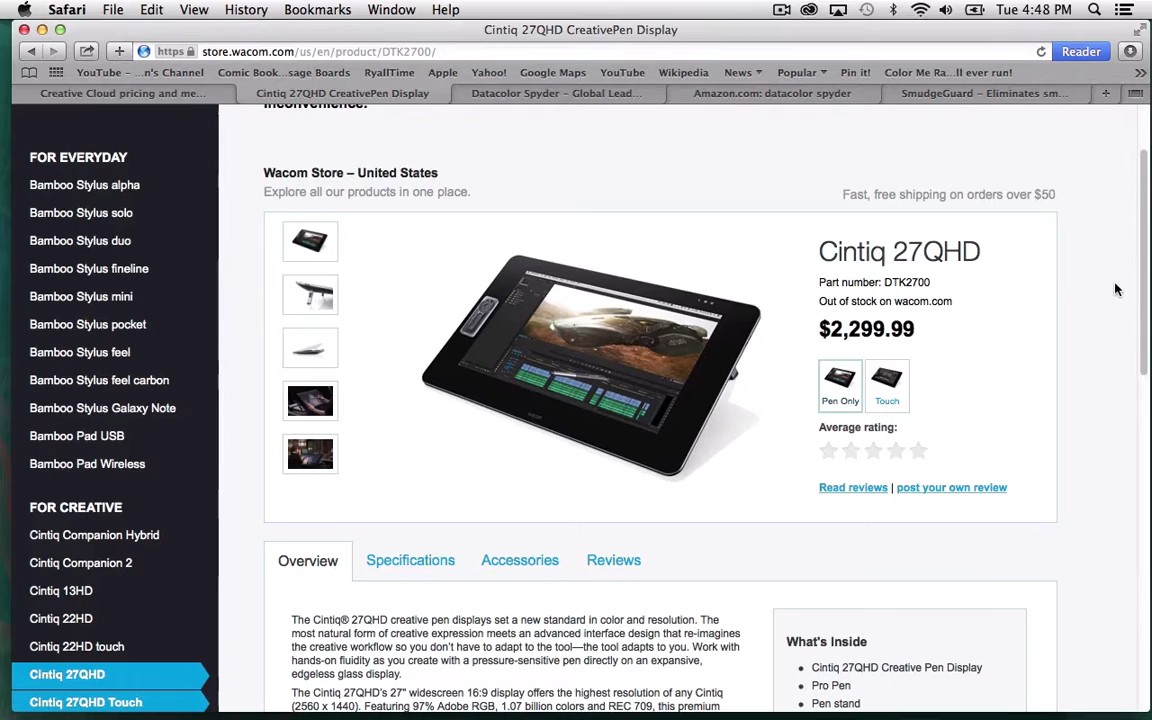 Safari File Edit View History Bookmarks Window Help Tue 4:48 PM
Cintiq 27QHD CreativePen Display
https store.wacom.com/us/en/product/DTK2700/ Reader
YouTube – ...n's Channel Comic Book...sage Boards RyallTime Apple Yahoo! Google Maps YouTube Wikipedia News Popular Pin it! Color Me Ra...ll ever run!
Creative Cloud pricing and me... Cintiq 27QHD CreativePen Display Datacolor Spyder – Global Lead... Amazon.com: datacolor spyder SmudgeGuard – Eliminates sm...
inconvenience.
FOR EVERYDAY
Bamboo Stylus alpha
Bamboo Stylus solo
Bamboo Stylus duo
Bamboo Stylus fineline
Bamboo Stylus mini
Bamboo Stylus pocket
Bamboo Stylus feel
Bamboo Stylus feel carbon
Bamboo Stylus Galaxy Note
Bamboo Pad USB
Bamboo Pad Wireless
FOR CREATIVE
Cintiq Companion Hybrid
Cintiq Companion 2
Cintiq 13HD
Cintiq 22HD
Cintiq 22HD touch
Cintiq 27QHD
Cintiq 27QHD Touch
Wacom Store – United States
Explore all our products in one place.
Fast, free shipping on orders over $50
Cintiq 27QHD
Part number: DTK2700
Out of stock on wacom.com
$2,299.99
Pen Only Touch
Average rating:
Read reviews | post your own review
Overview Specifications Accessories Reviews
The Cintiq® 27QHD creative pen displays set a new standard in color and resolution. The
most natural form of creative expression meets an advanced interface design that re-imagines
the creative workflow so you don't have to adapt to the tool—the tool adapts to you. Work with
hands-on fluidity as you create with a pressure-sensitive pen directly on an expansive,
edgeless glass display.
The Cintiq 27QHD's 27" widescreen 16:9 display offers the highest resolution of any Cintiq
(2560 x 1440). Featuring 97% Adobe RGB, 1.07 billion colors and REC 709, this premium
What's Inside
Cintiq 27QHD Creative Pen Display
Pro Pen
Pen stand